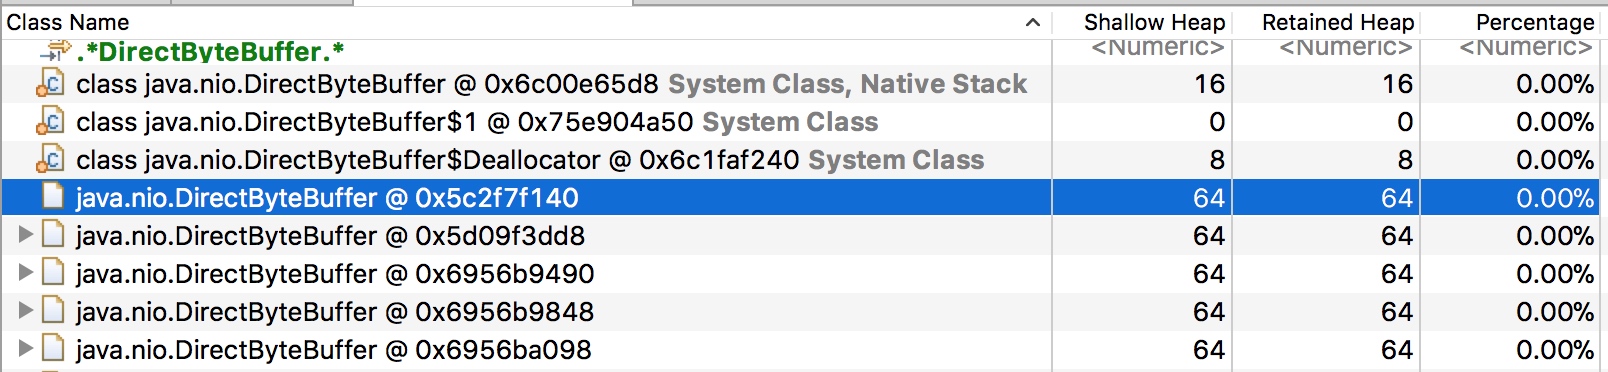 Class Name Shallow Heap Retained Heap Percentage
.*DirectByteBuffer.* <Numeric> <Numeric> <Numeric>
class java.nio.DirectByteBuffer @ 0x6c00e65d8 System Class, Native Stack 16 16 0.00%
class java.nio.DirectByteBuffer$1 @ 0x75e904a50 System Class 0 0 0.00%
class java.nio.DirectByteBuffer$Deallocator @ 0x6c1faf240 System Class 8 8 0.00%
java.nio.DirectByteBuffer @ 0x5c2f7f140 64 64 0.00%
java.nio.DirectByteBuffer @ 0x5d09f3dd8 64 64 0.00%
java.nio.DirectByteBuffer @ 0x6956b9490 64 64 0.00%
java.nio.DirectByteBuffer @ 0x6956b9848 64 64 0.00%
java.nio.DirectByteBuffer @ 0x6956ba098 64 64 0.00%